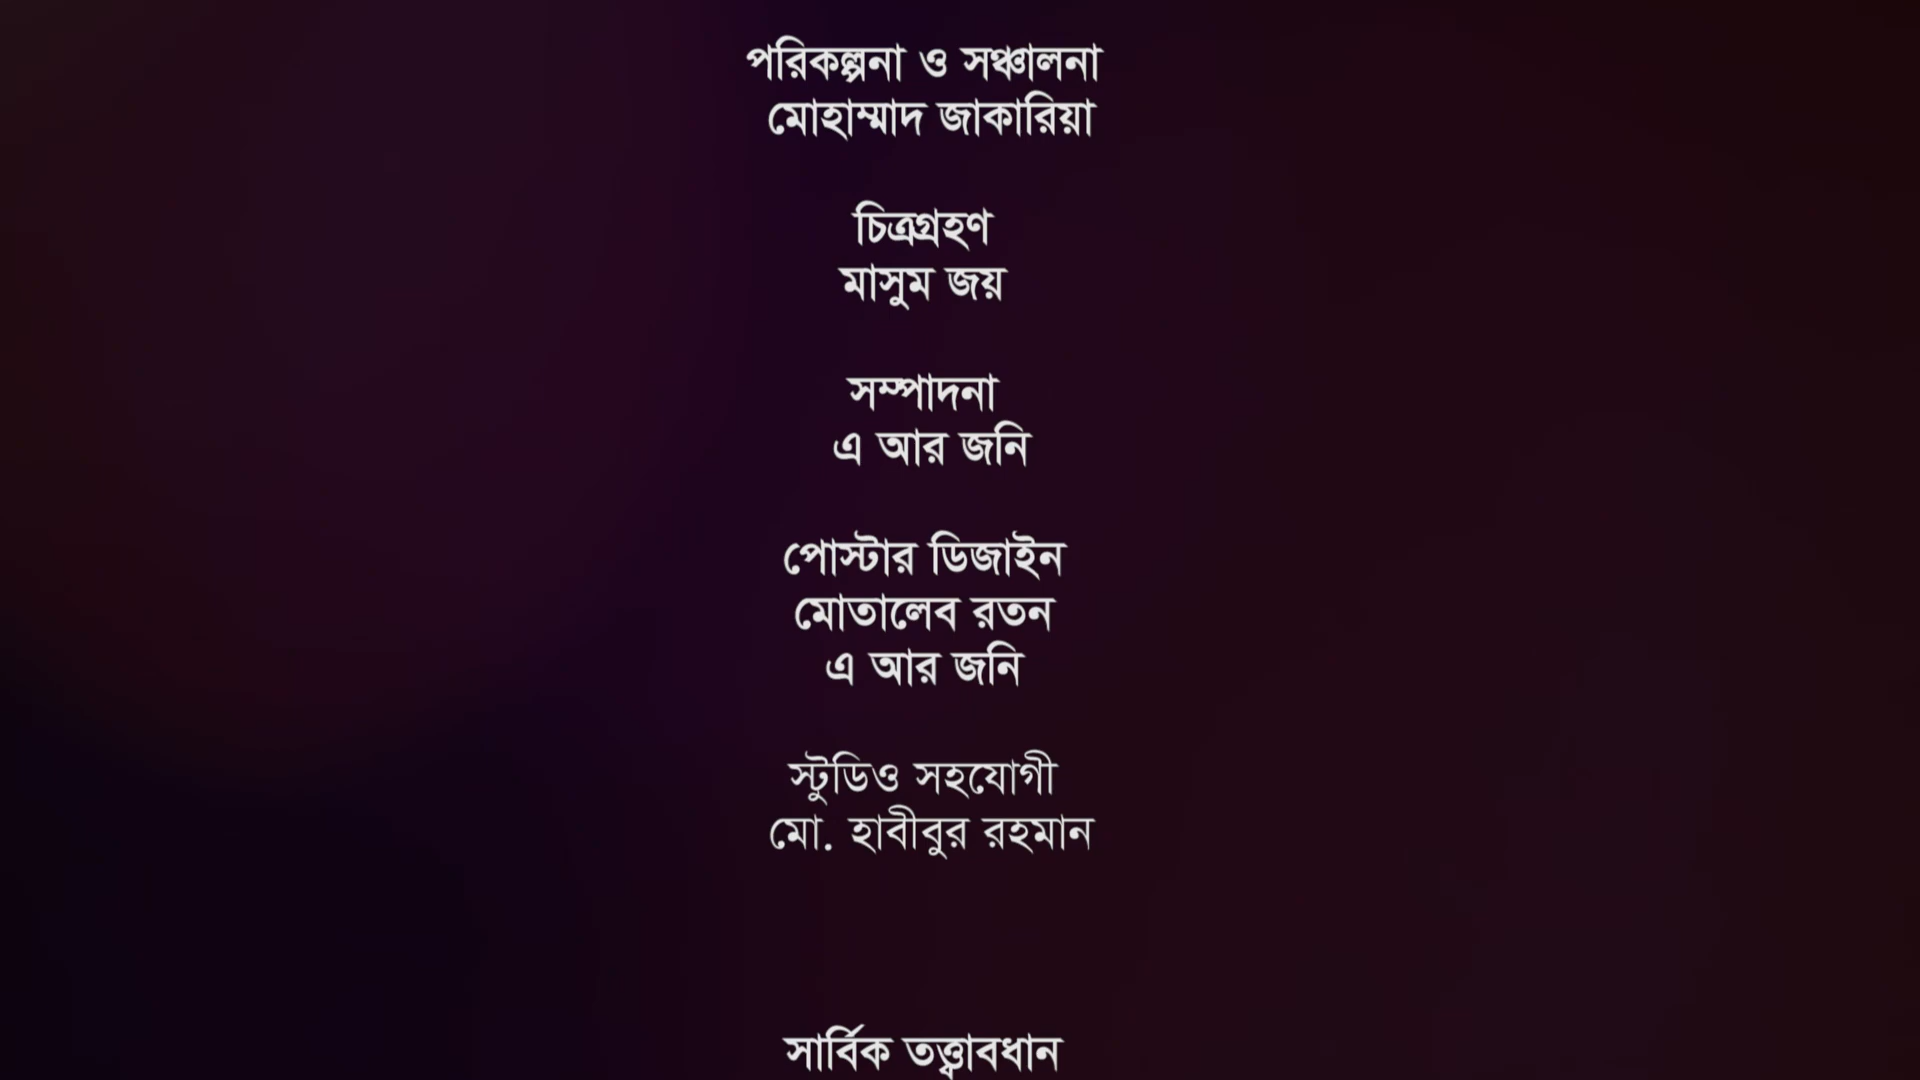 পরিকল্পনা ও সঞ্চালনা
মোহাম্মাদ জাকারিয়া
চিত্রগ্রহণ
মাসুম জয়
সম্পাদনা
এ আর জনি
পোস্টার ডিজাইন
মোতালেব রতন
এ আর জনি
স্টুডিও সহযোগী
মো. হাবীবুর রহমান
সার্বিক তত্ত্বাবধান